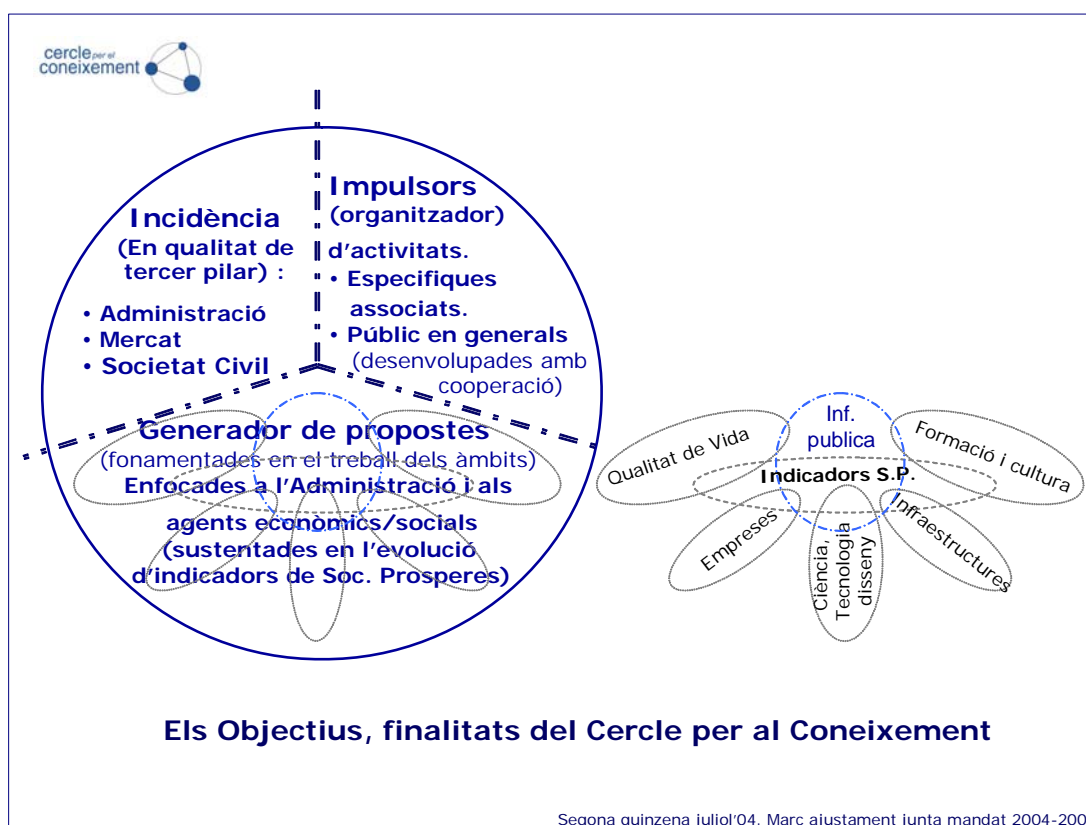 cercle per el
coneixement
Incidència
(En qualitat de
tercer pilar) :
• Administració
• Mercat
• Societat Civil
Impulsors
(organitzador)
d'activitats.
• Especifiques
associats.
• Públic en generals
(desenvolupades amb
cooperació)
Generador de propostes
(fonamentades en el treball dels àmbits)
Enfocades a l'Administració i als
agents econòmics/socials
(sustentades en l'evolució
d'indicadors de Soc. Prosperes)
Qualitat de Vida
Inf.
publica
Formació i cultura
Indicadors S.P.
Empreses
Ciència,
Tecnologia
disseny
Infraestructures
Els Objectius, finalitats del Cercle per al Coneixement
Segona quinzena juliol'04. Marc ajustament junta mandat 2004-200